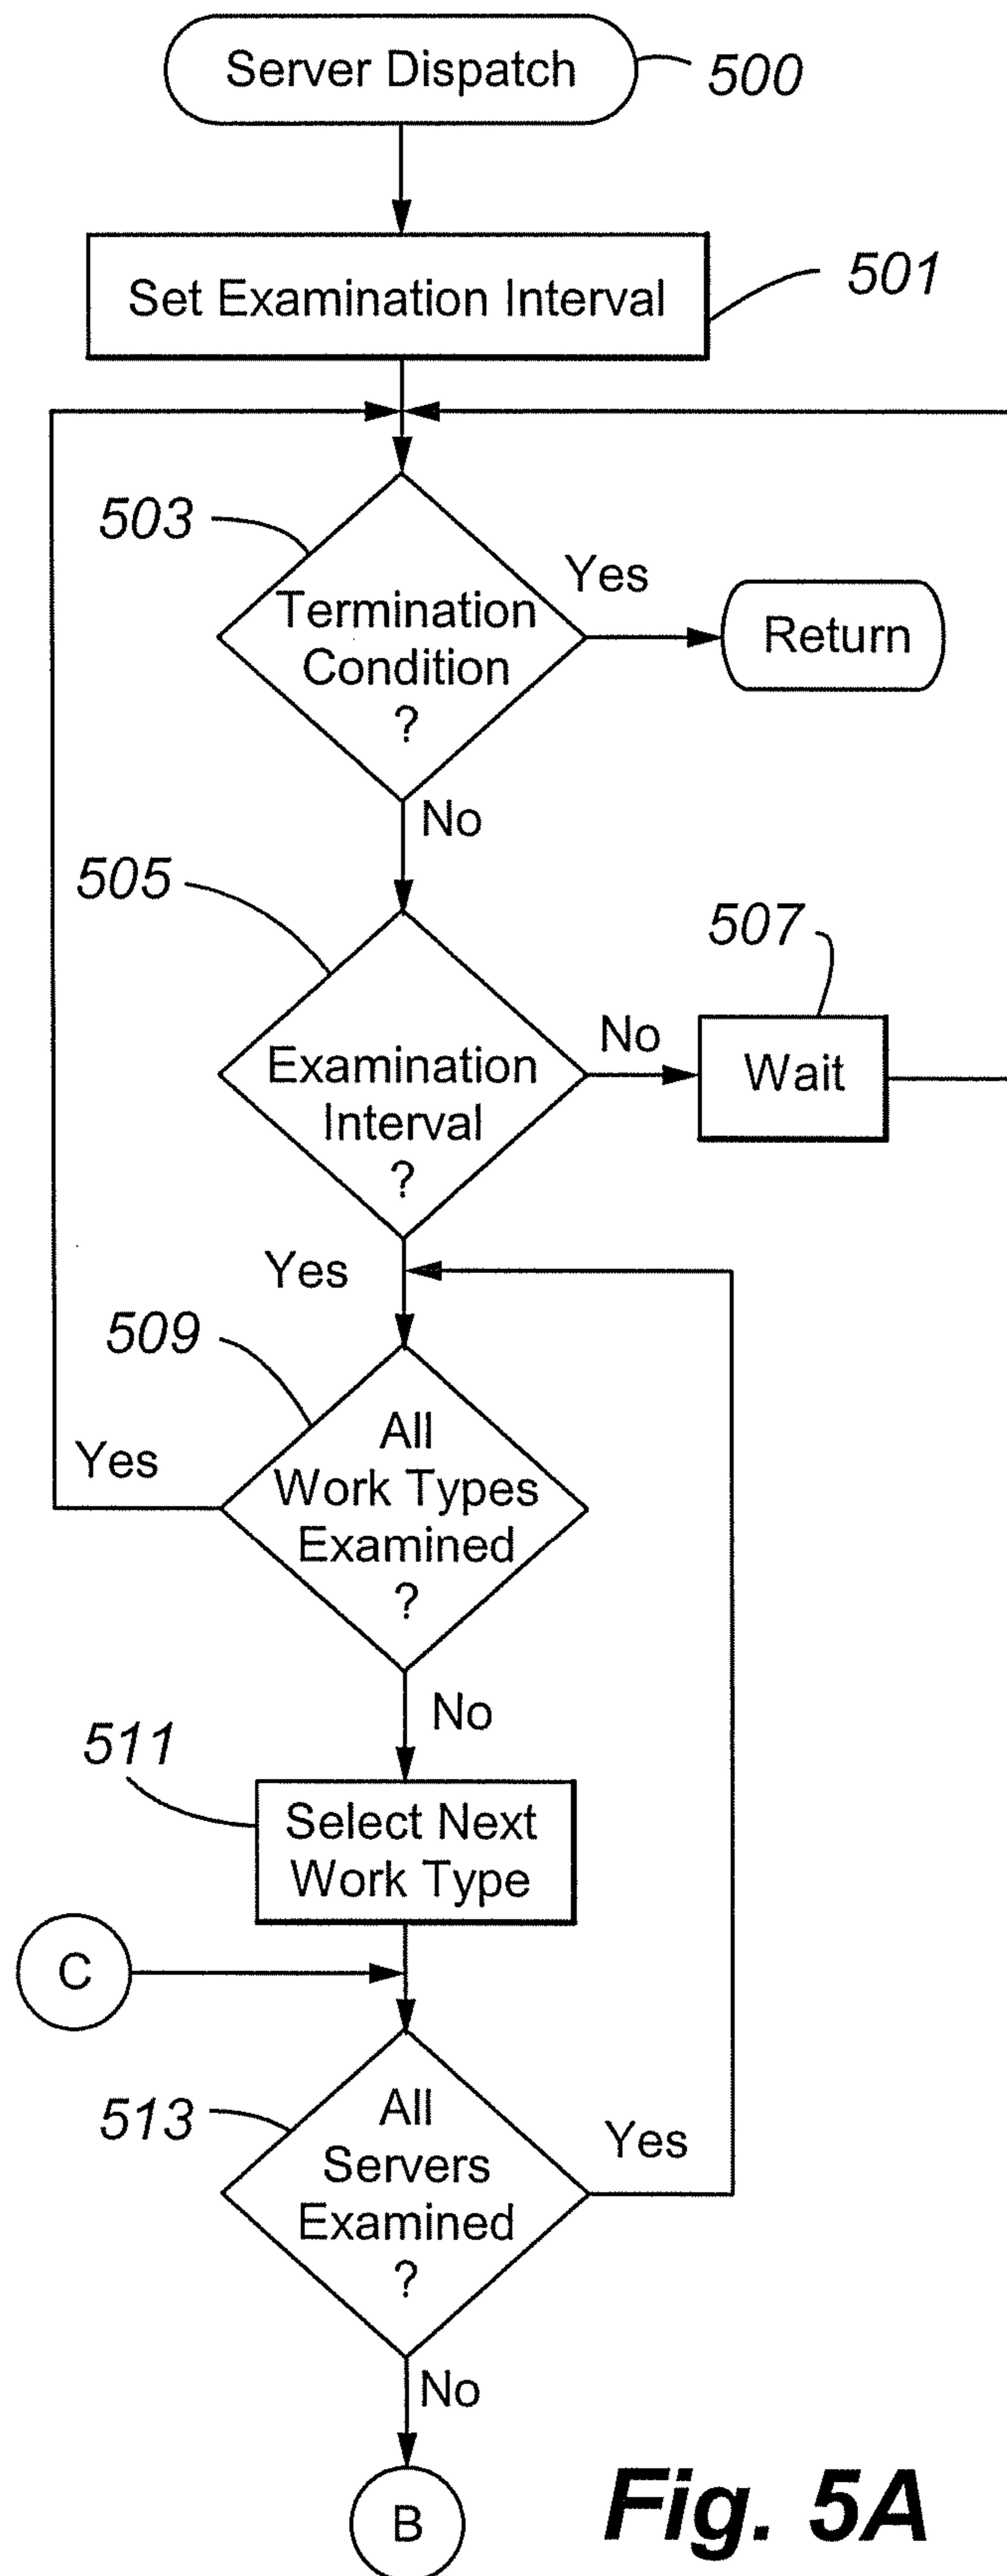 Server Dispatch
500
Set Examination Interval
501
503
Termination
Condition
?
Yes
Return
No
505
Examination
Interval
?
No
507
Wait
Yes
509
All
Work Types
Examined
?
Yes
No
511
Select Next
Work Type
C
513
All
Servers
Examined
?
Yes
No
B
Fig. 5A